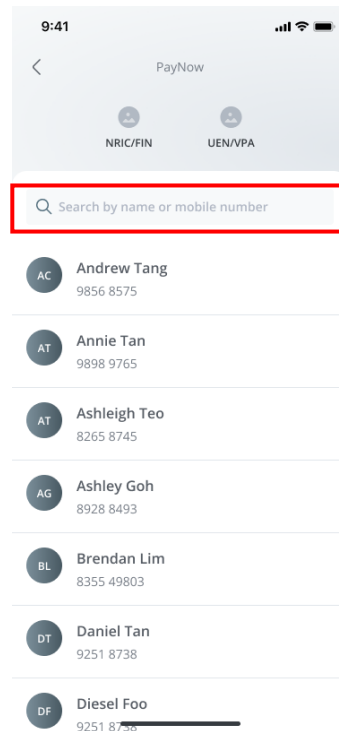 9:41
PayNow
NRIC/FIN UEN/VPA
Search by name or mobile number
AC Andrew Tang
9856 8575
AT Annie Tan
9898 9765
AT Ashleigh Teo
8265 8745
AG Ashley Goh
8928 8493
BL Brendan Lim
8355 49803
DT Daniel Tan
9251 8738
DF Diesel Foo
9251 8738